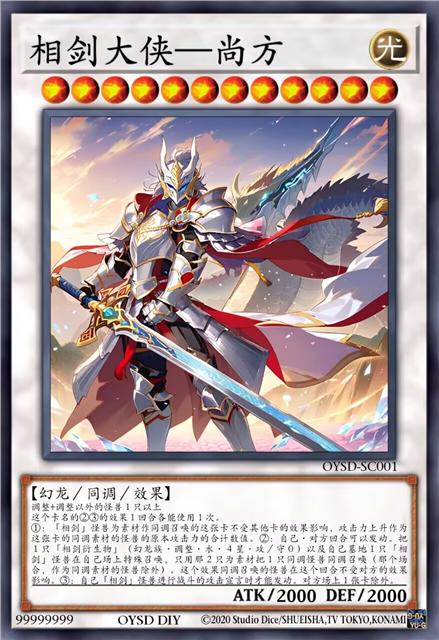 相剑大侠—尚方
光
OYSD-SC001
【幻龙／同调／效果】
调整+调整以外的怪兽1只以上
这个卡名的②③的效果1回合各能使用1次。
①：「相剑」怪兽为素材作同调召唤的这张卡不受其他卡的效果影响，攻击力上升作为
这张卡的同调素材的怪兽的原本攻击力的合计数值。②：自己·对方回合可以发动。把
1只「相剑衍生物」（幻龙族·调整·水·4星·攻／守0）以及自己墓地1只「相
剑」怪兽在自己场上特殊召唤，只用那2只为素材把1只同调怪兽同调召唤（那个场
合，作为同调素材的怪兽除外）。这个效果同调召唤的怪兽在这个回合不受对方的效果
影响。③：自己「相剑」怪兽进行战斗的攻击宣言时才能发动。对方场上1张卡除外。
ATK/2000 DEF/2000
99999999 OYSD DIY ©2020 Studio Dice/SHUEISHA,TV TOKYO,KONAMI